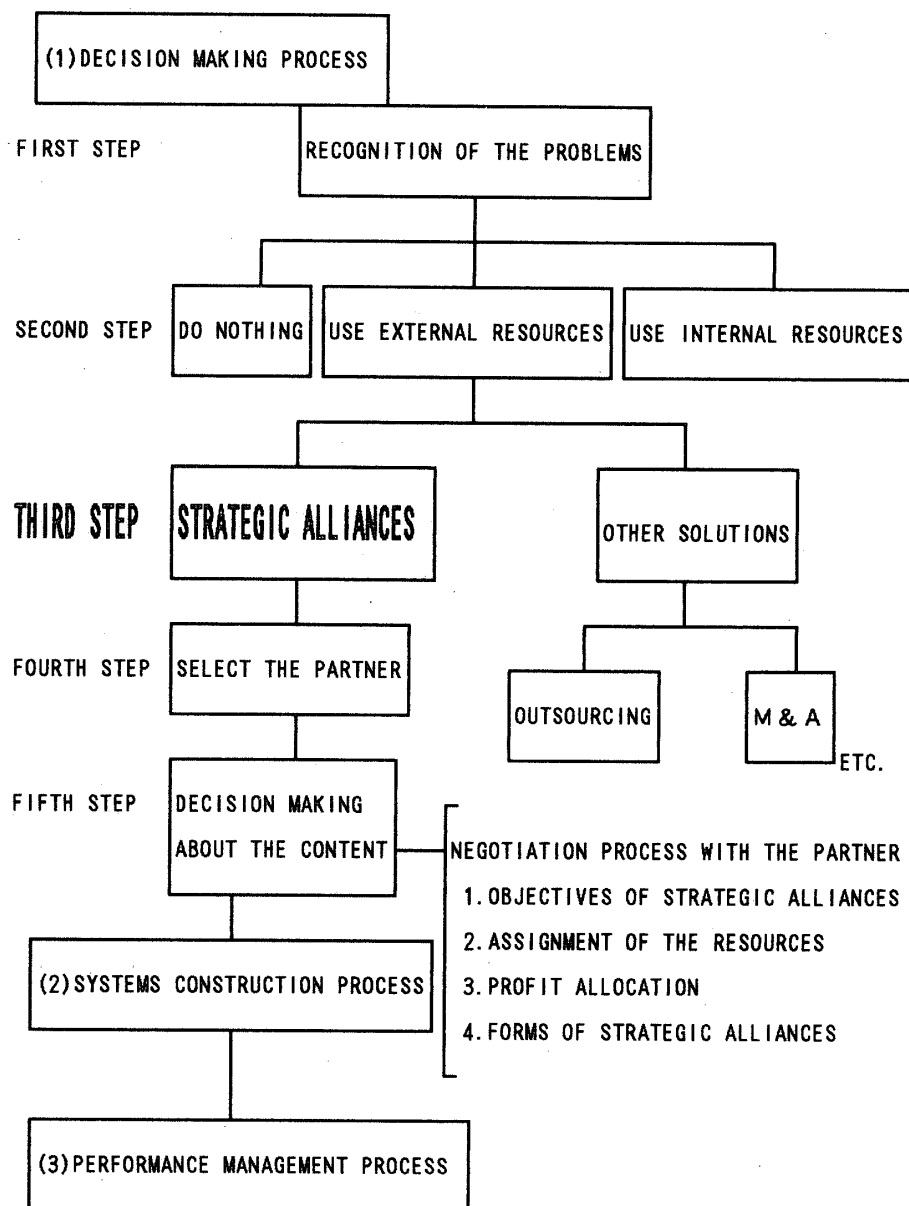 (1)DECISION MAKING PROCESS
FIRST STEP
RECOGNITION OF THE PROBLEMS
SECOND STEP
DO NOTHING
USE EXTERNAL RESOURCES
USE INTERNAL RESOURCES
THIRD STEP
STRATEGIC ALLIANCES
OTHER SOLUTIONS
FOURTH STEP
SELECT THE PARTNER
OUTSOURCING
M & A
ETC.
FIFTH STEP
DECISION MAKING
ABOUT THE CONTENT
NEGOTIATION PROCESS WITH THE PARTNER
1. OBJECTIVES OF STRATEGIC ALLIANCES
2. ASSIGNMENT OF THE RESOURCES
3. PROFIT ALLOCATION
4. FORMS OF STRATEGIC ALLIANCES
(2)SYSTEMS CONSTRUCTION PROCESS
(3)PERFORMANCE MANAGEMENT PROCESS